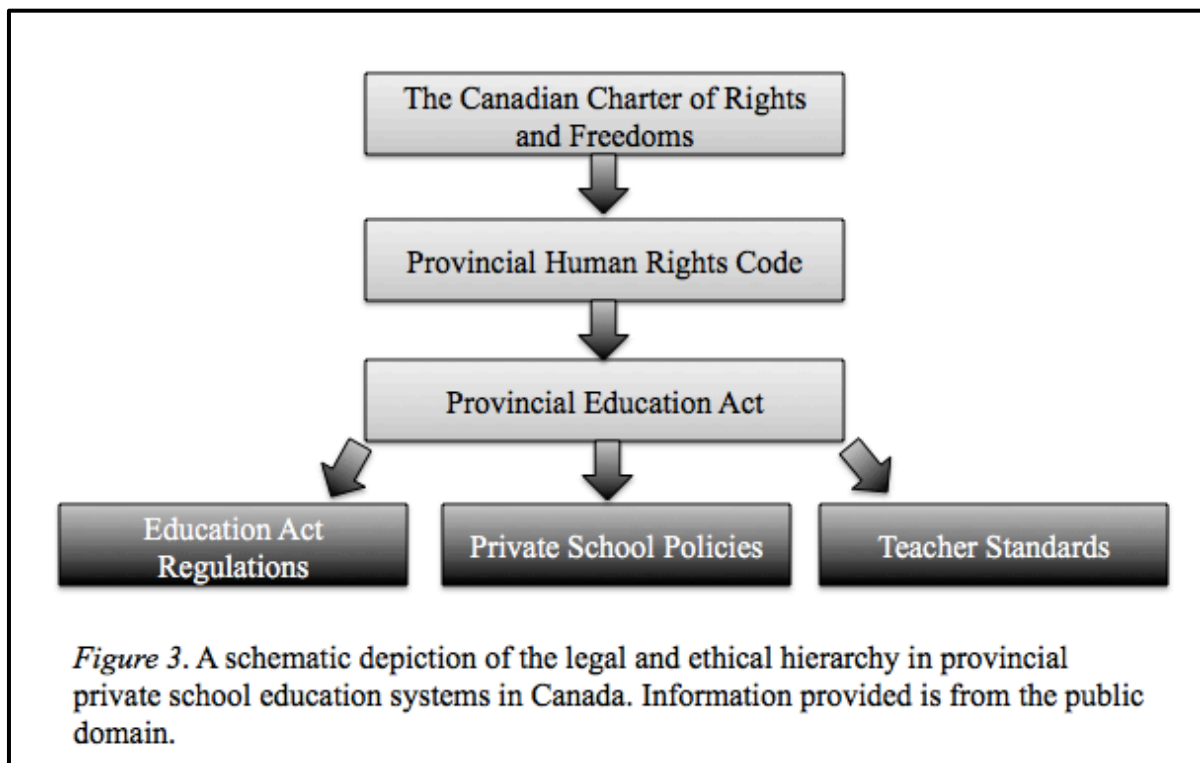 The Canadian Charter of Rights
and Freedoms
Provincial Human Rights Code
Provincial Education Act
Education Act
Regulations
Private School Policies
Teacher Standards
Figure 3. A schematic depiction of the legal and ethical hierarchy in provincial
private school education systems in Canada. Information provided is from the public
domain.